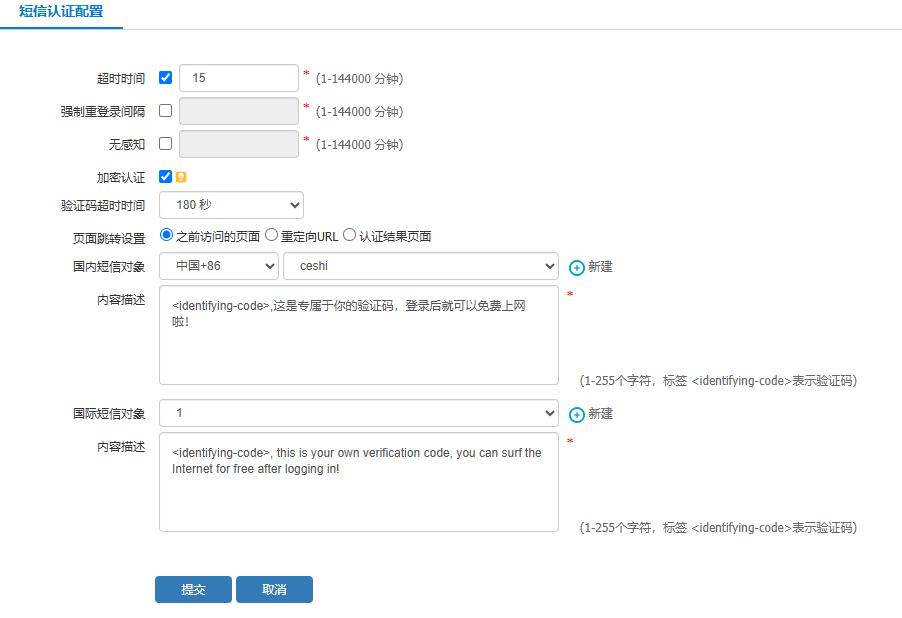 短信认证配置
超时时间 15 * (1-144000 分钟)
强制重登录间隔 * (1-144000 分钟)
无感知 * (1-144000 分钟)
加密认证
验证码超时时间 180 秒
页面跳转设置 之前访问的页面 重定向URL 认证结果页面
国内短信对象 中国+86 ceshi 新建
内容描述 <identifying-code>,这是专属于你的验证码，登录后就可以免费上网 *
啦!
(1-255个字符，标签 <identifying-code>表示验证码)
国际短信对象 1 新建
内容描述 <identifying-code>, this is your own verification code, you can surf the *
Internet for free after logging in!
(1-255个字符，标签 <identifying-code>表示验证码)
提交 取消